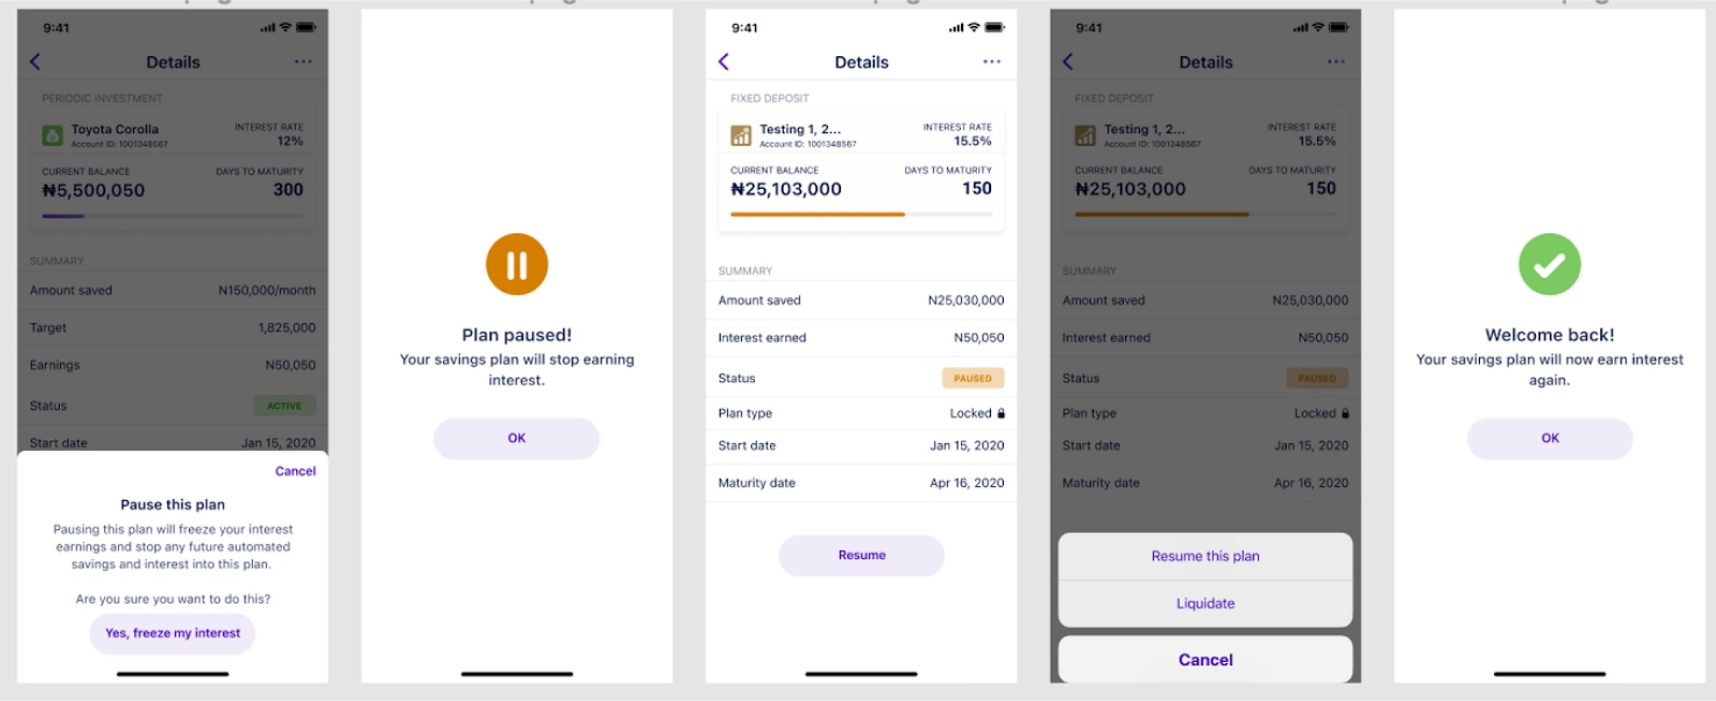 9:41
Details
PERIODIC INVESTMENT
Toyota Corolla
Account ID: 1001348567
INTEREST RATE
12%
CURRENT BALANCE
₦5,500,050
DAYS TO MATURITY
300
SUMMARY
Amount saved N150,000/month
Target 1,825,000
Earnings N50,050
Status ACTIVE
Start date Jan 15, 2020
Cancel
Pause this plan
Pausing this plan will freeze your interest
earnings and stop any future automated
savings and interest into this plan.
Are you sure you want to do this?
Yes, freeze my interest
Plan paused!
Your savings plan will stop earning
interest.
OK
9:41
Details
FIXED DEPOSIT
Testing 1, 2...
Account ID: 1001348567
INTEREST RATE
15.5%
CURRENT BALANCE
₦25,103,000
DAYS TO MATURITY
150
SUMMARY
Amount saved N25,030,000
Interest earned N50,050
Status PAUSED
Plan type Locked
Start date Jan 15, 2020
Maturity date Apr 16, 2020
Resume
9:41
Details
FIXED DEPOSIT
Testing 1, 2...
Account ID: 1001348567
INTEREST RATE
15.5%
CURRENT BALANCE
₦25,103,000
DAYS TO MATURITY
150
SUMMARY
Amount saved N25,030,000
Interest earned N50,050
Status PAUSED
Plan type Locked
Start date Jan 15, 2020
Maturity date Apr 16, 2020
Resume this plan
Liquidate
Cancel
Welcome back!
Your savings plan will now earn interest
again.
OK